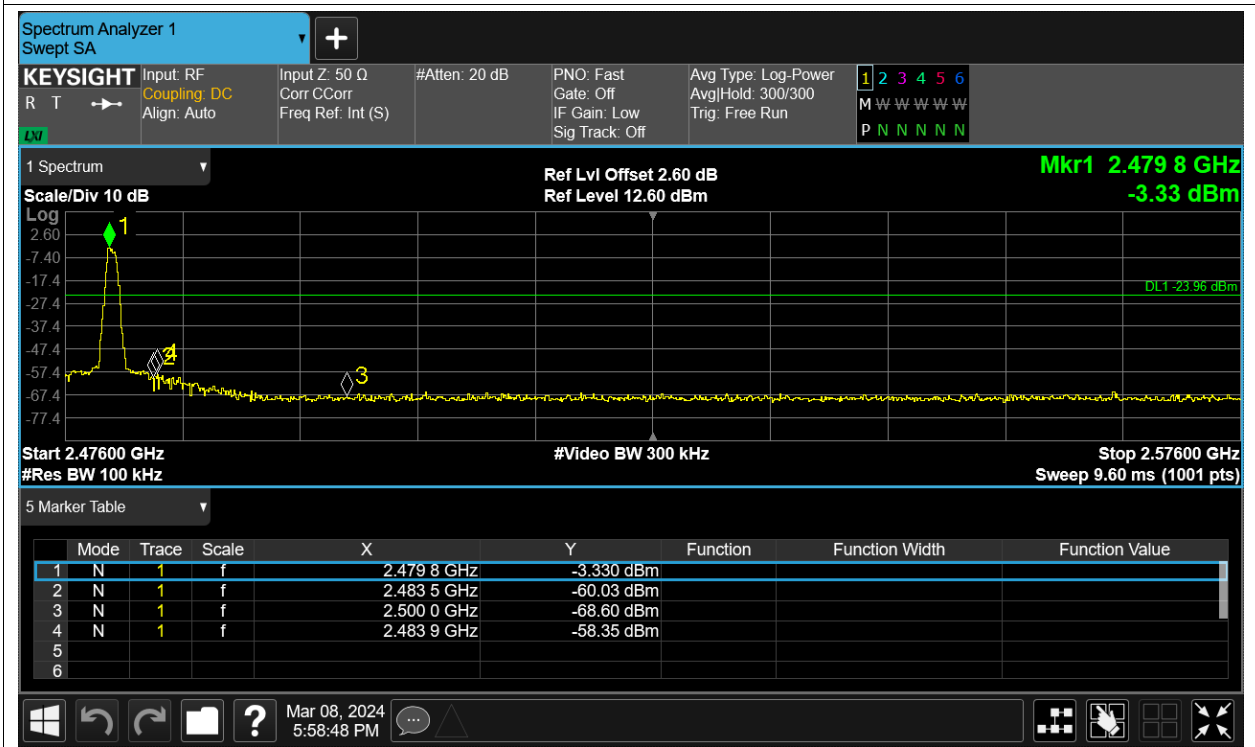 Spectrum Analyzer 1
Swept SA
KEYSIGHT
R T
LXI
Input: RF
Coupling: DC
Align: Auto
Input Z: 50 Ω
Corr CCorr
Freq Ref: Int (S)
#Atten: 20 dB
PNO: Fast
Gate: Off
IF Gain: Low
Sig Track: Off
Avg Type: Log-Power
Avg|Hold: 300/300
Trig: Free Run
1 2 3 4 5 6
M W W W W W
P N N N N N
1 Spectrum
Scale/Div 10 dB
Ref Lvl Offset 2.60 dB
Ref Level 12.60 dBm
Mkr1 2.479 8 GHz
-3.33 dBm
Log
2.60
-7.40
-17.4
-27.4
-37.4
-47.4
-57.4
-67.4
-77.4
1
2
4
3
DL1 -23.96 dBm
Start 2.47600 GHz
#Video BW 300 kHz
Stop 2.57600 GHz
#Res BW 100 kHz
Sweep 9.60 ms (1001 pts)
5 Marker Table
Mode Trace Scale X Y Function Function Width Function Value
1 N 1 f 2.479 8 GHz -3.330 dBm
2 N 1 f 2.483 5 GHz -60.03 dBm
3 N 1 f 2.500 0 GHz -68.60 dBm
4 N 1 f 2.483 9 GHz -58.35 dBm
5
6
?
Mar 08, 2024
5:58:48 PM